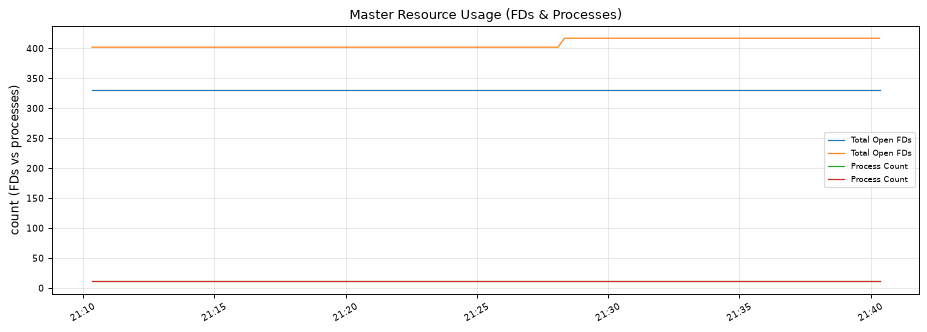 Master Resource Usage (FDs & Processes)
count (FDs vs processes)
400
350
300
250
200
150
100
50
0
Total Open FDs
Total Open FDs
Process Count
Process Count
21:10
21:15
21:20
21:25
21:30
21:35
21:40